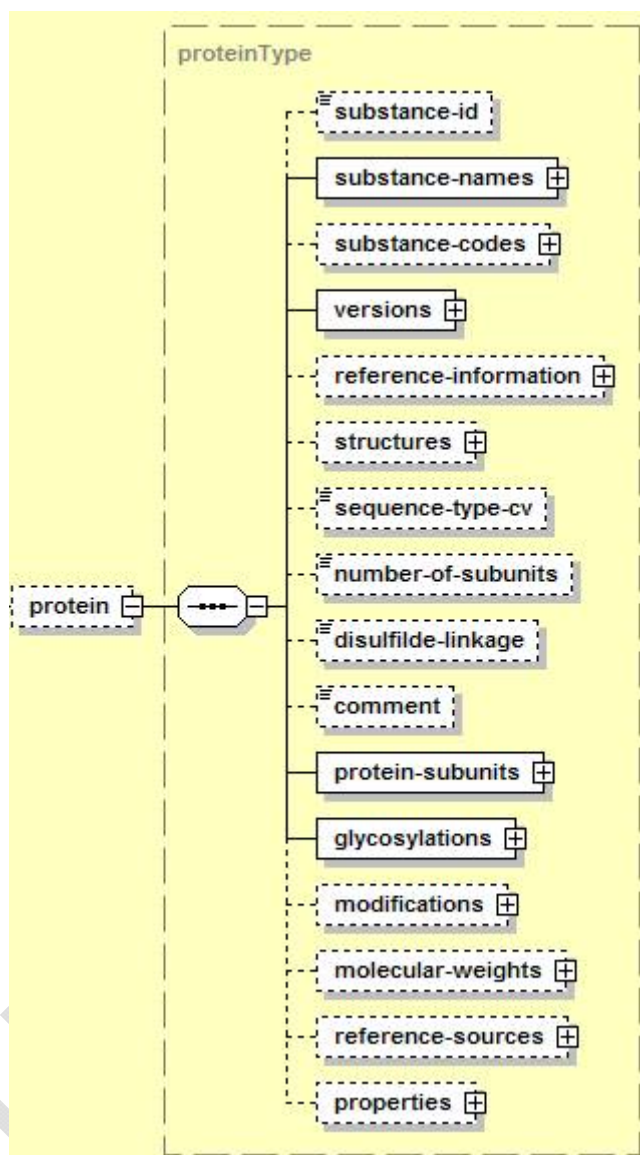 proteinType
substance-id
substance-names
substance-codes
versions
reference-information
structures
sequence-type-cv
number-of-subunits
protein
disulfilde-linkage
comment
protein-subunits
glycosylations
modifications
molecular-weights
reference-sources
properties